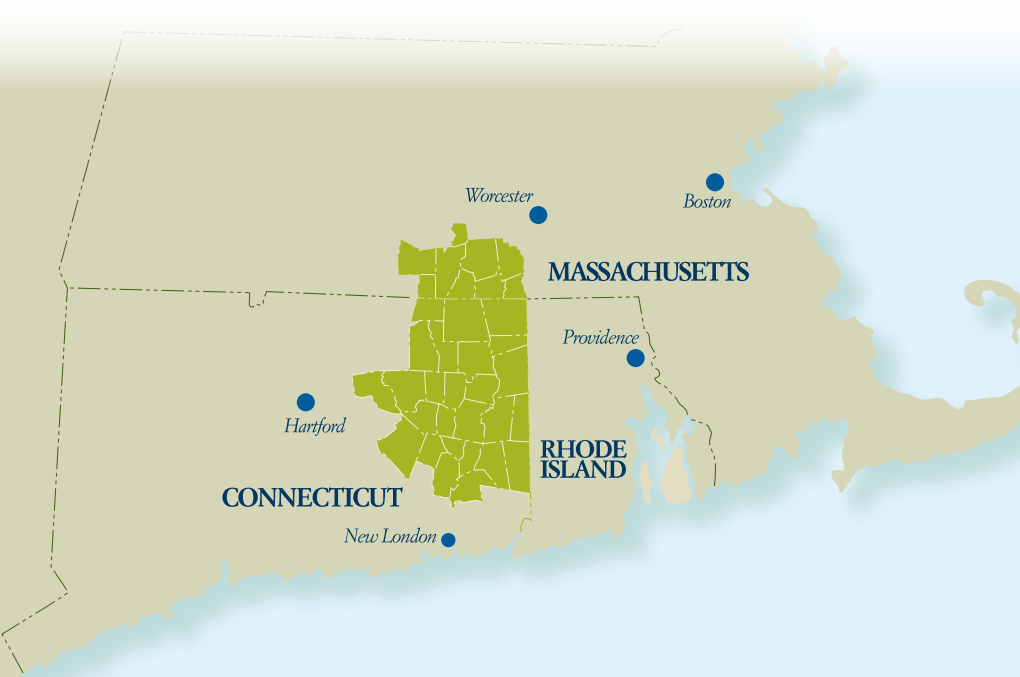 Worcester
Boston
MASSACHUSETTS
Providence
Hartford
RHODE
ISLAND
CONNECTICUT
New London